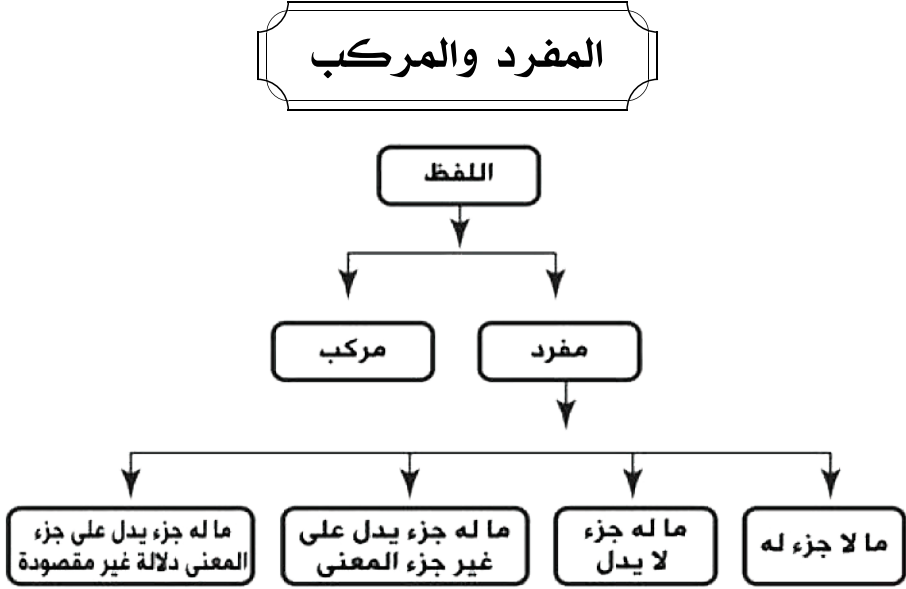 المفرد والمركب
اللفظ
مفرد
مركب
ما لا جزء له
ما له جزء
لا يدل
ما له جزء يدل على
غير جزء المعنى
ما له جزء يدل على جزء
المعنى دلالة غير مقصودة